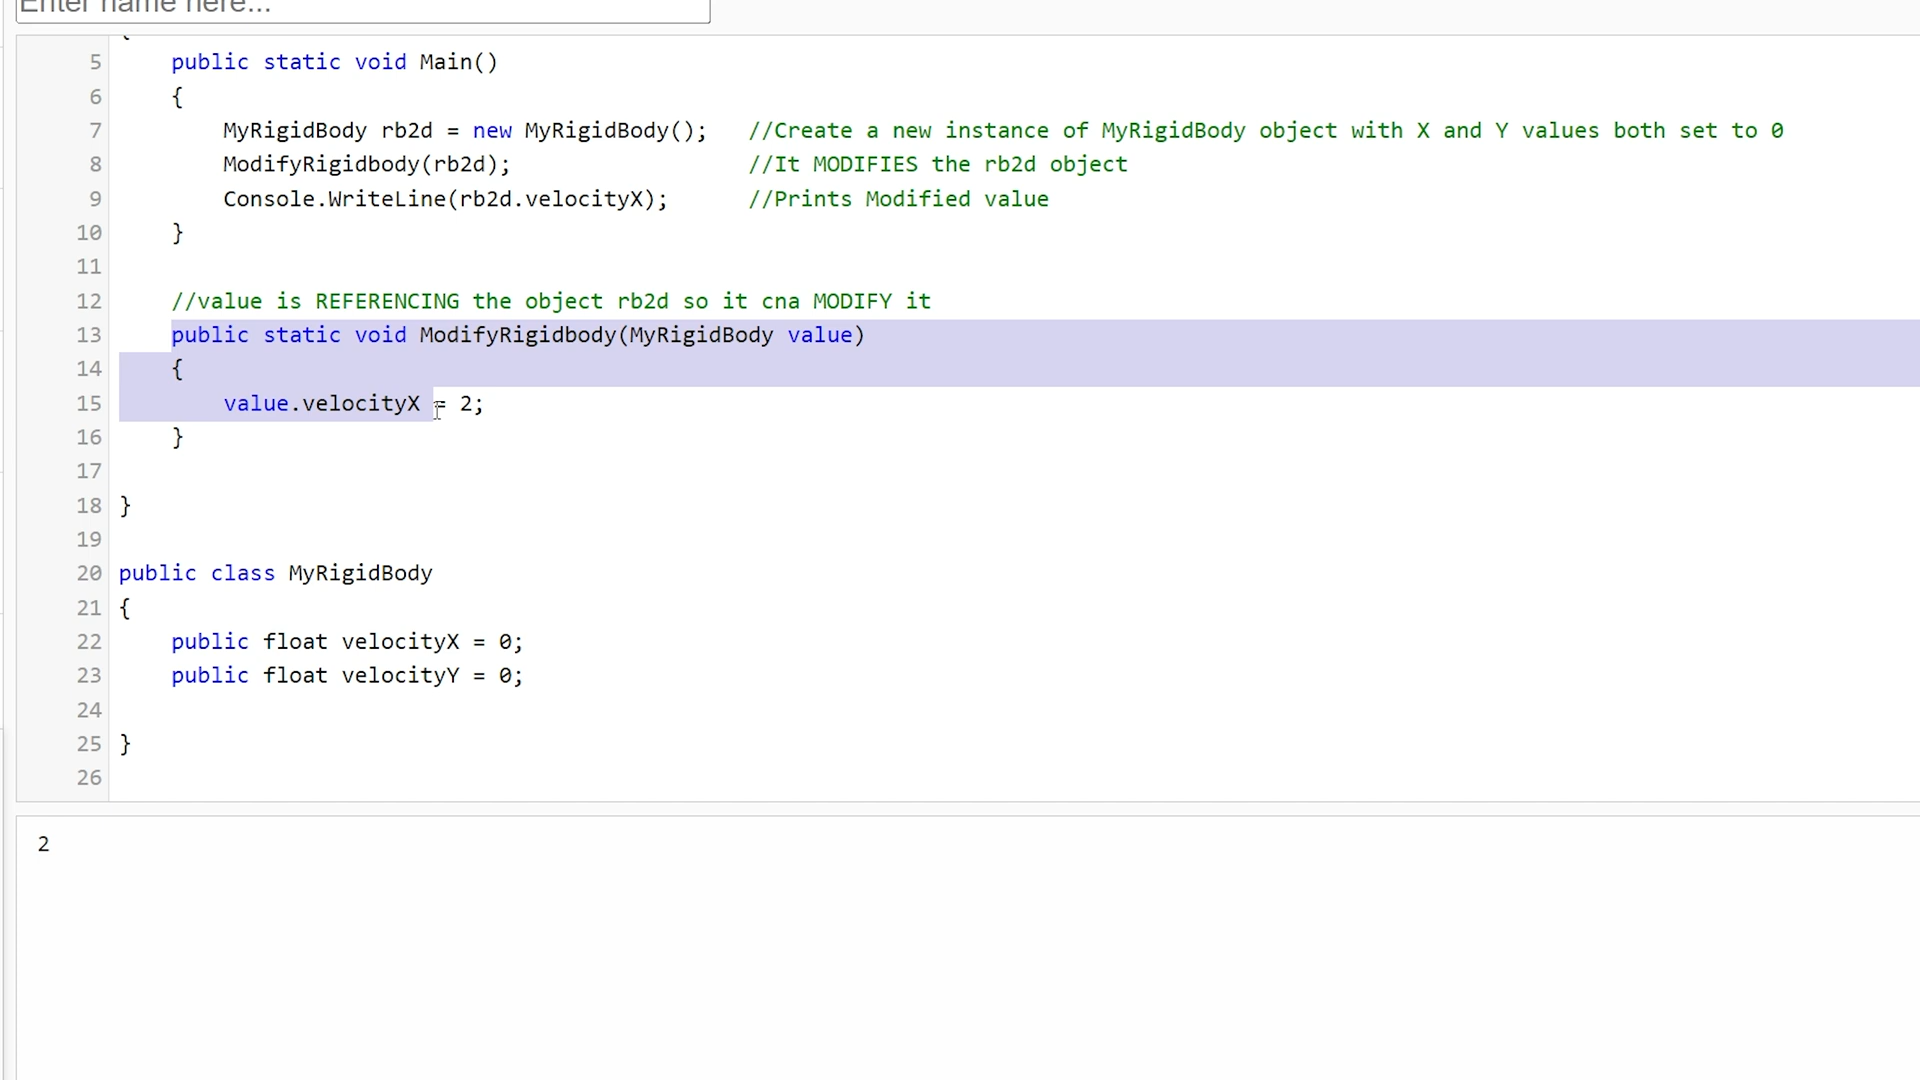 Enter name here...
{
5 public static void Main()
6 {
7 MyRigidBody rb2d = new MyRigidBody(); //Create a new instance of MyRigidBody object with X and Y values both set to 0
8 ModifyRigidbody(rb2d); //It MODIFIES the rb2d object
9 Console.WriteLine(rb2d.velocityX); //Prints Modified value
10 }
11
12 //value is REFERENCING the object rb2d so it cna MODIFY it
13 public static void ModifyRigidbody(MyRigidBody value)
14 {
15 value.velocityX = 2;
16 }
17
18 }
19
20 public class MyRigidBody
21 {
22 public float velocityX = 0;
23 public float velocityY = 0;
24
25 }
26
2